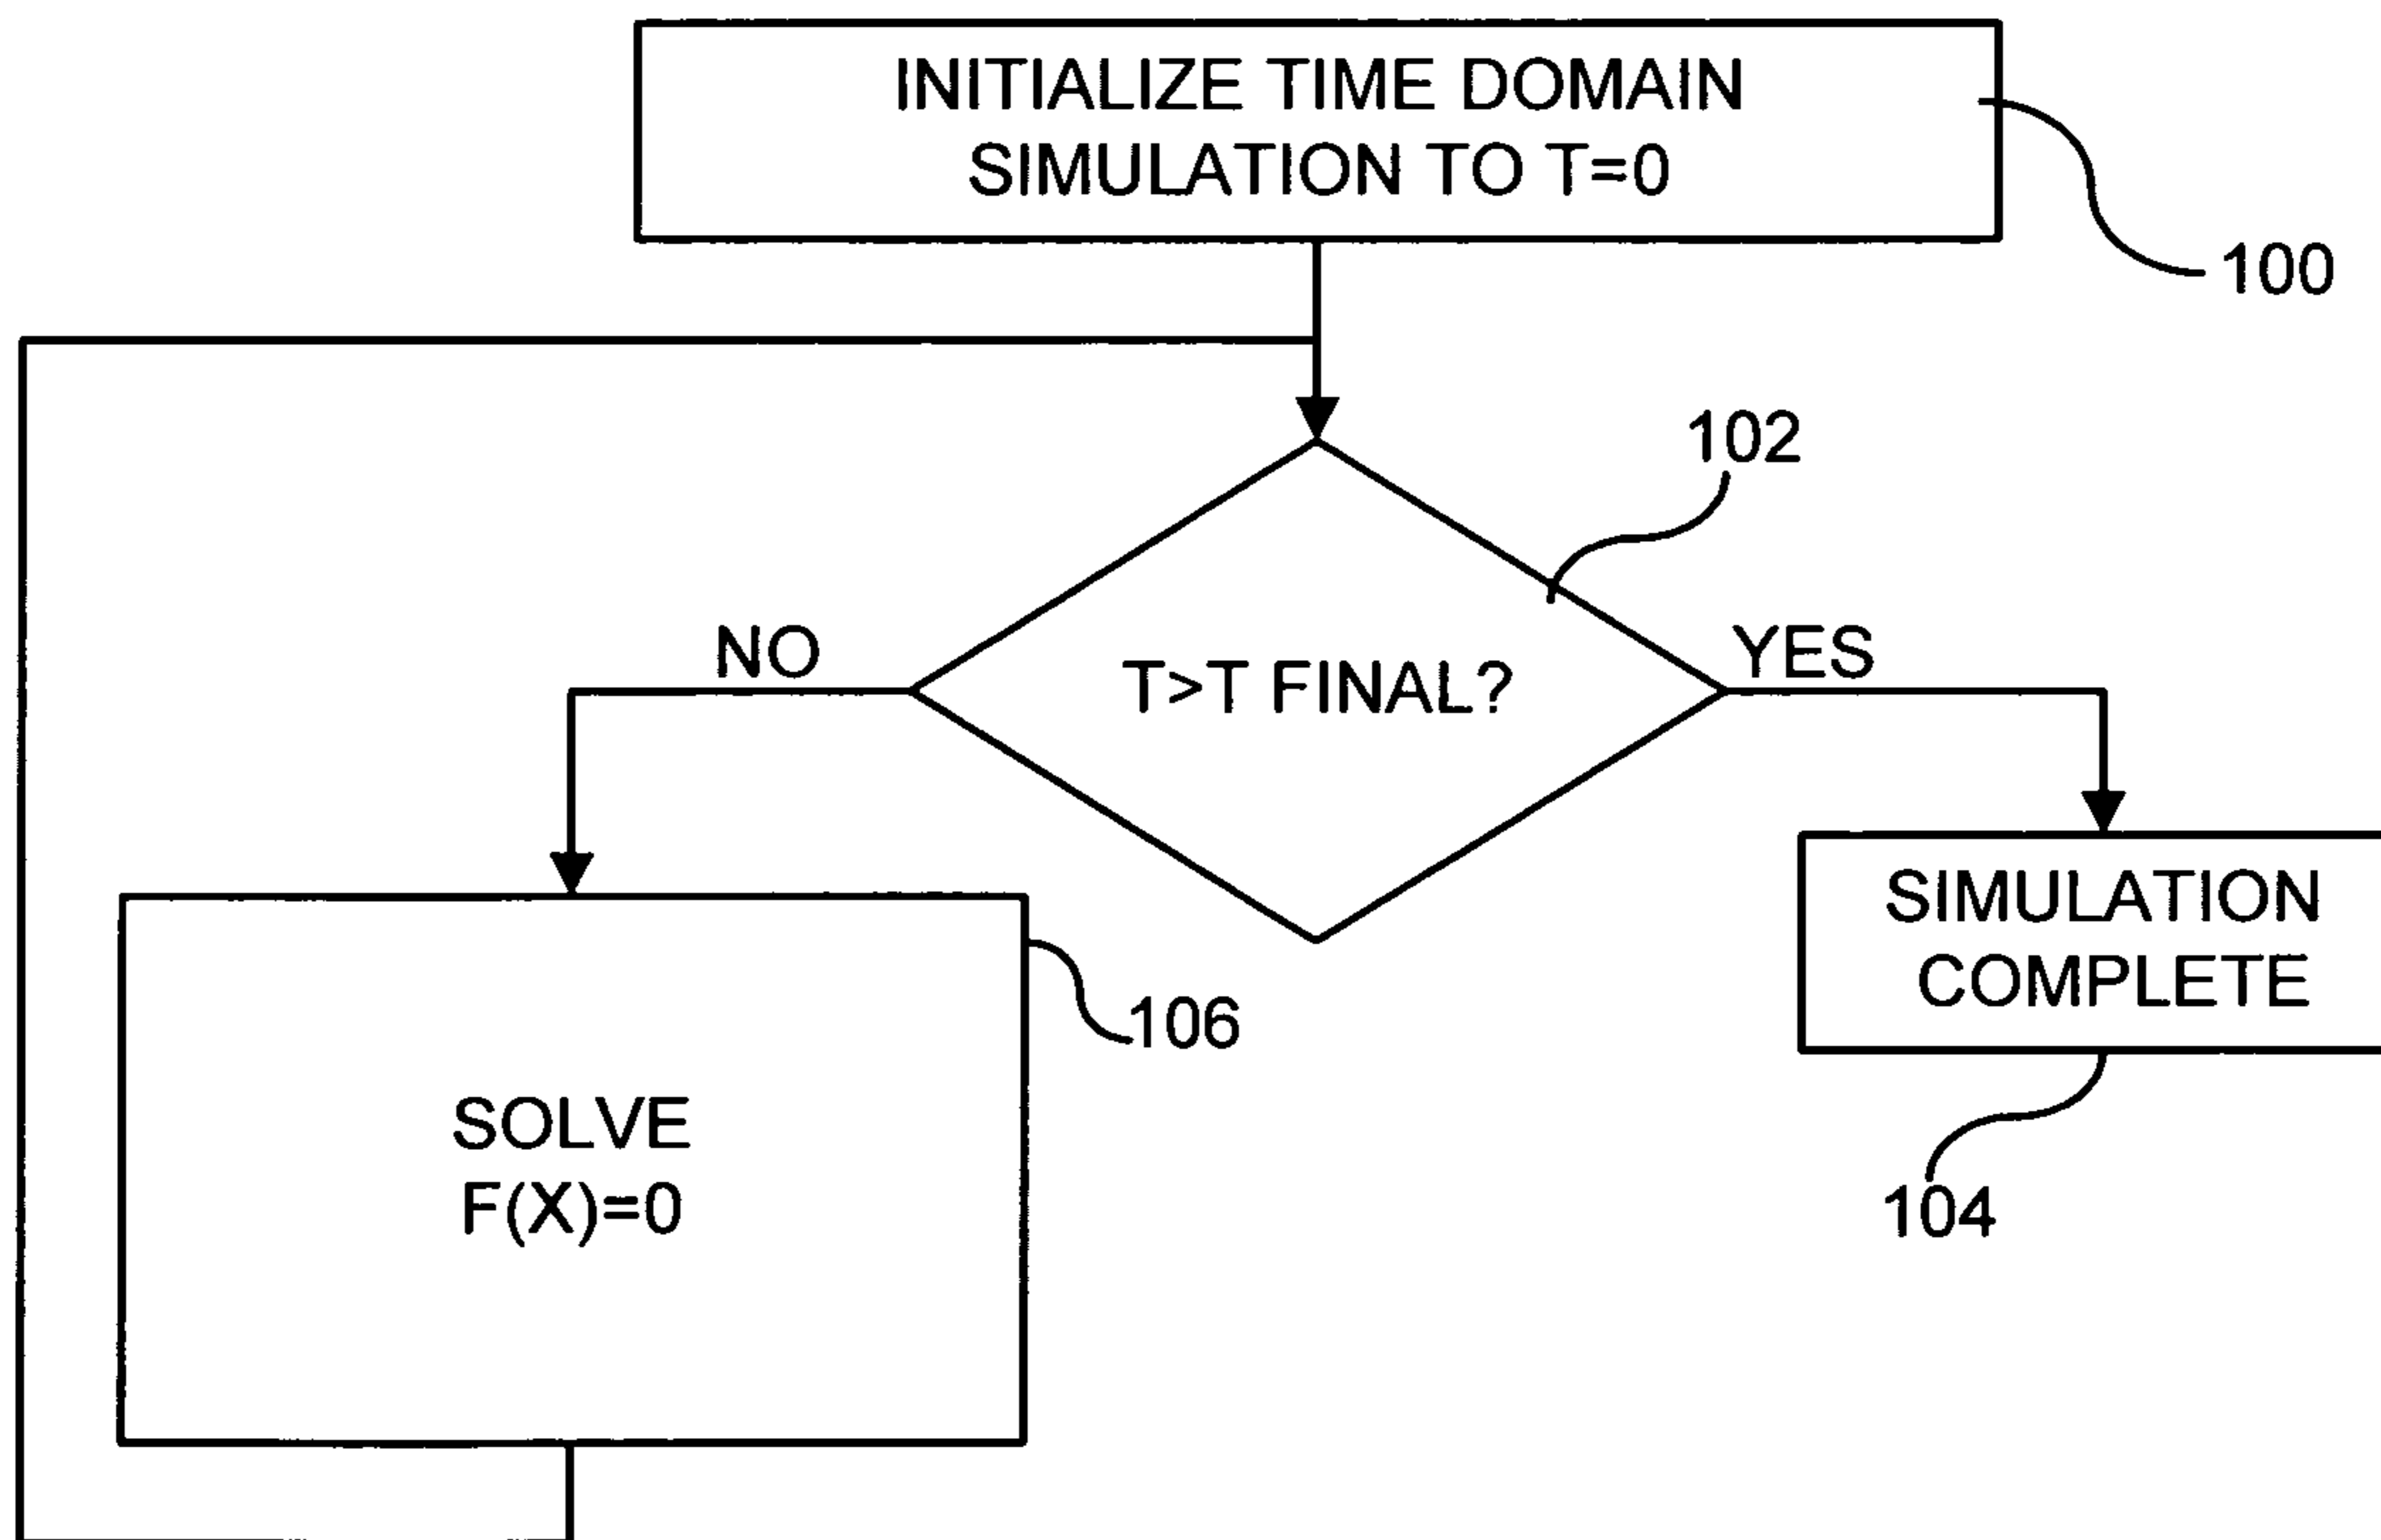 INITIALIZE TIME DOMAIN
SIMULATION TO T=0
100
102
NO
T>T FINAL?
YES
SIMULATION
COMPLETE
106
SOLVE
F(X)=0
104